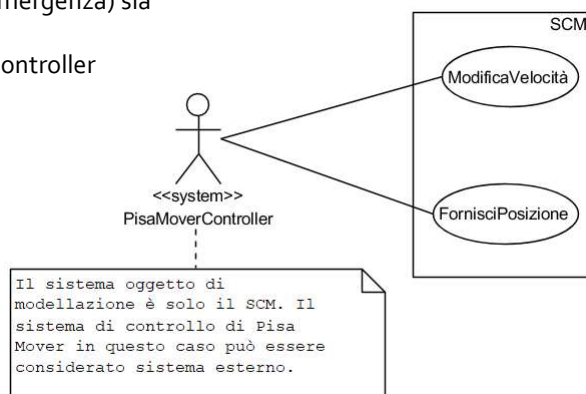 mergenza) sia
ontroller
SCM
ModificaVelocità
FornisciPosizione
<<system>>
PisaMoverController
Il sistema oggetto di
modellazione è solo il SCM. Il
sistema di controllo di Pisa
Mover in questo caso può essere
considerato sistema esterno.